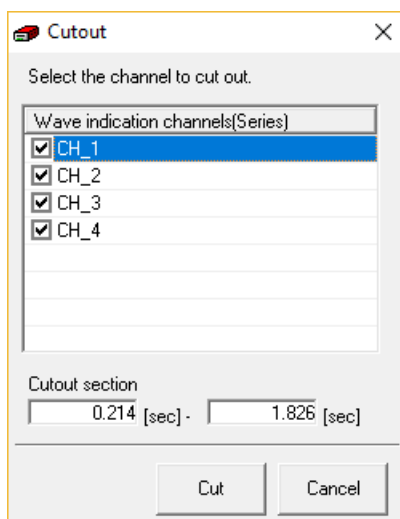 Cutout
Select the channel to cut out.
Wave indication channels(Series)
CH_1
CH_2
CH_3
CH_4
Cutout section
0.214 [sec] - 1.826 [sec]
Cut Cancel